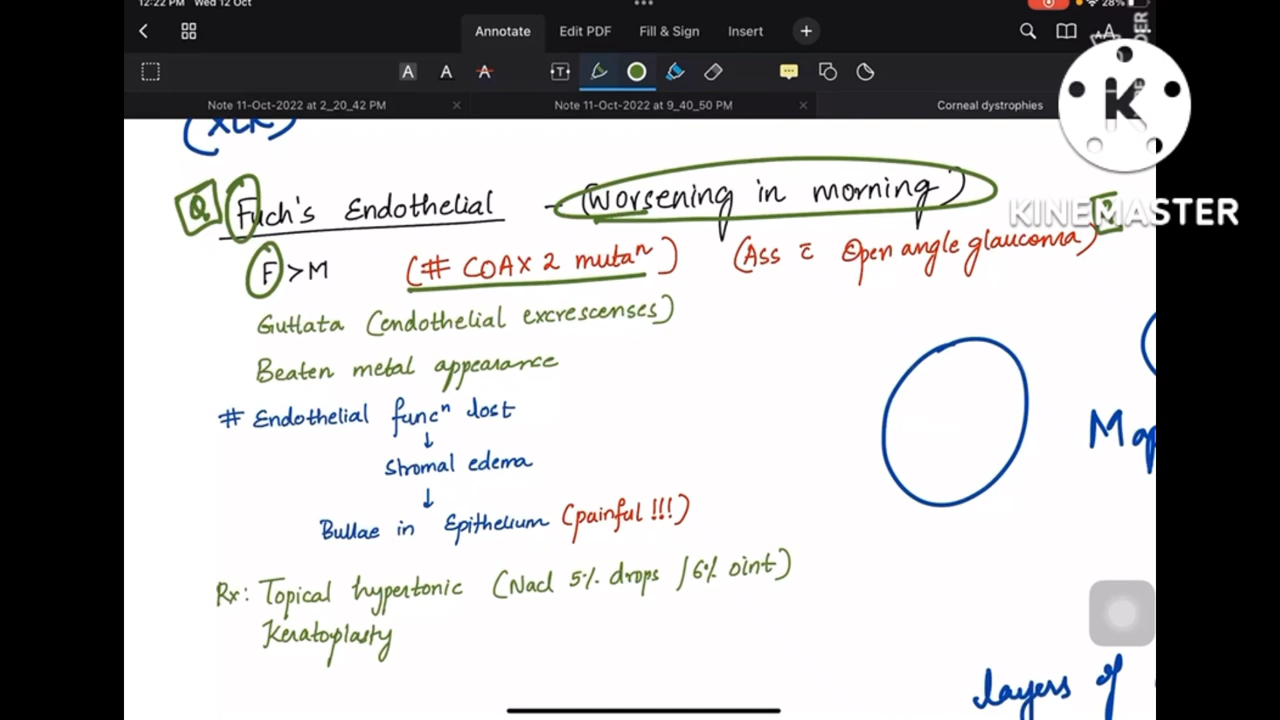 12:22 PM Wed 12 Oct
28%
Annotate Edit PDF Fill & Sign Insert +
A A A T
Note 11-Oct-2022 at 2_20_42 PM × Note 11-Oct-2022 at 9_40_50 PM × Corneal dystrophies
K
KINEMASTER
(XLR)
Q Fuch's Endothelial - (Worsening in morning)
F > M (# COAX 2 mutaⁿ) (Ass c̄ Open angle glaucoma)
Guttata (endothelial excrescenses)
Beaten metal appearance
# Endothelial funcⁿ lost
↓
Stromal edema
↓
Bullae in Epithelium (painful !!!)
Map
Rx: Topical hypertonic (Nacl 5% drops / 6% oint)
Keratoplasty
layers of